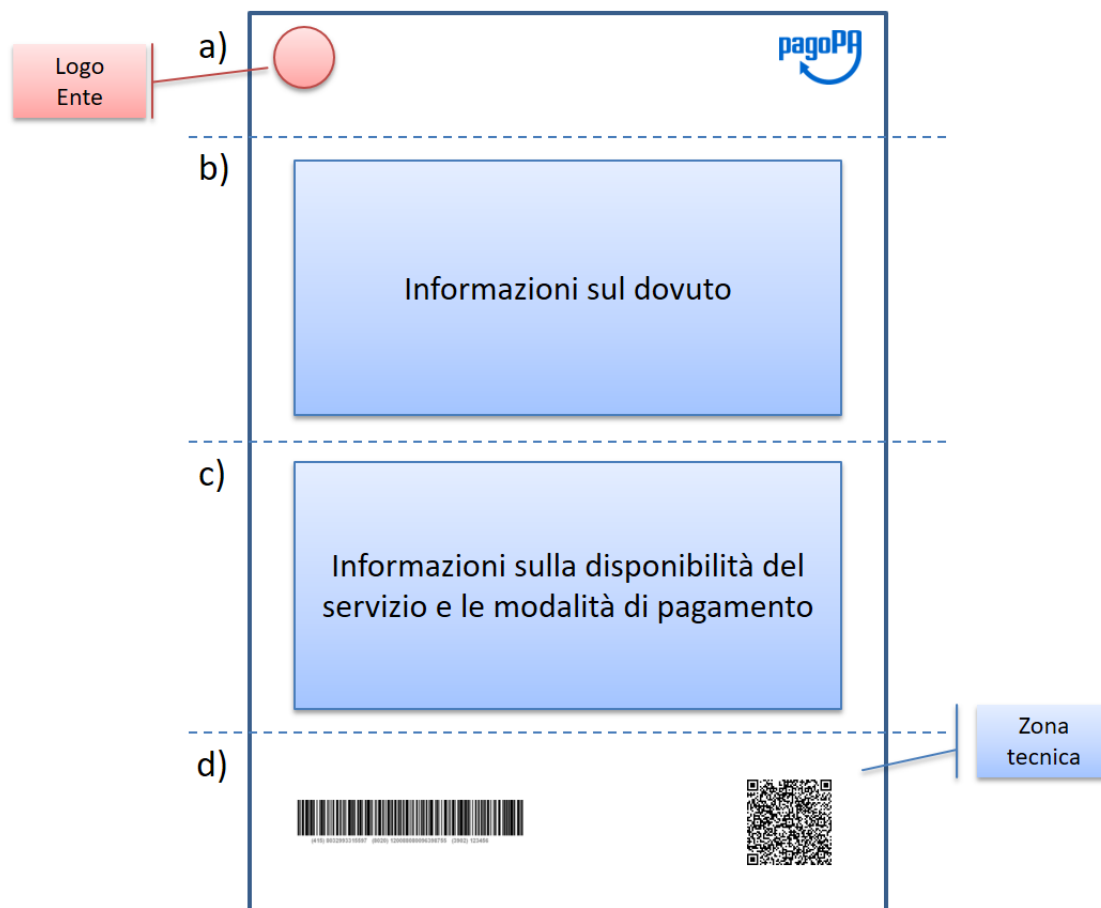 a)
Logo
Ente
pagoPA
b)
Informazioni sul dovuto
c)
Informazioni sulla disponibilità del
servizio e le modalità di pagamento
Zona
tecnica
d)